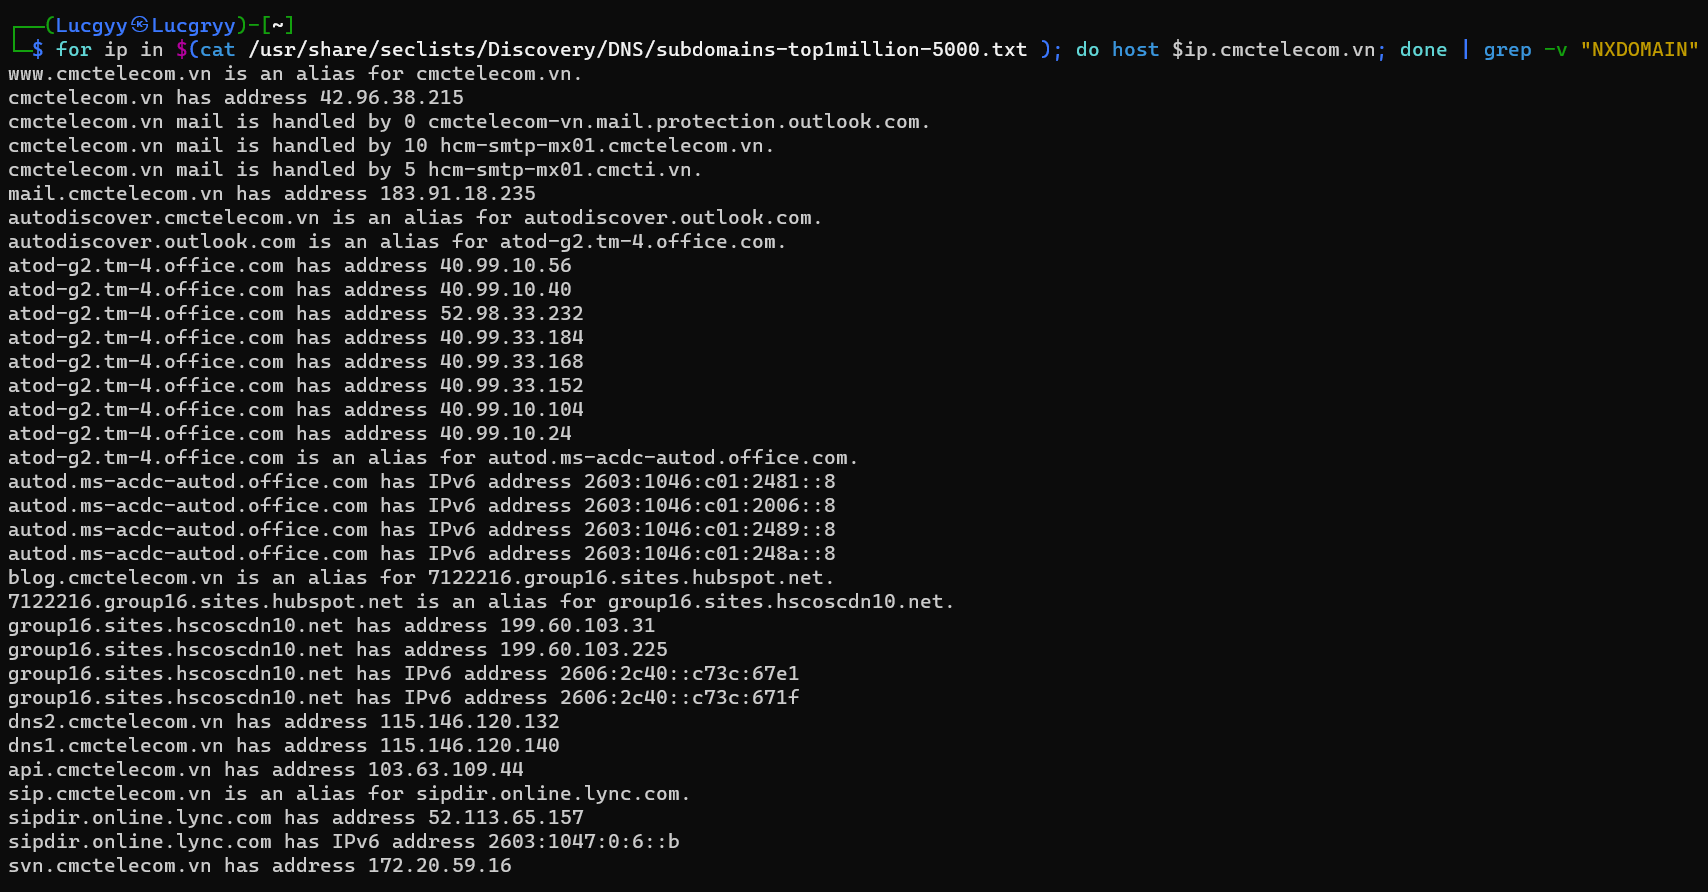 ┌──(Lucgyy㉿Lucgryy)-[~]
└─$ for ip in $(cat /usr/share/seclists/Discovery/DNS/subdomains-top1million-5000.txt ); do host $ip.cmctelecom.vn; done | grep -v "NXDOMAIN"
www.cmctelecom.vn is an alias for cmctelecom.vn.
cmctelecom.vn has address 42.96.38.215
cmctelecom.vn mail is handled by 0 cmctelecom-vn.mail.protection.outlook.com.
cmctelecom.vn mail is handled by 10 hcm-smtp-mx01.cmctelecom.vn.
cmctelecom.vn mail is handled by 5 hcm-smtp-mx01.cmcti.vn.
mail.cmctelecom.vn has address 183.91.18.235
autodiscover.cmctelecom.vn is an alias for autodiscover.outlook.com.
autodiscover.outlook.com is an alias for atod-g2.tm-4.office.com.
atod-g2.tm-4.office.com has address 40.99.10.56
atod-g2.tm-4.office.com has address 40.99.10.40
atod-g2.tm-4.office.com has address 52.98.33.232
atod-g2.tm-4.office.com has address 40.99.33.184
atod-g2.tm-4.office.com has address 40.99.33.168
atod-g2.tm-4.office.com has address 40.99.33.152
atod-g2.tm-4.office.com has address 40.99.10.104
atod-g2.tm-4.office.com has address 40.99.10.24
atod-g2.tm-4.office.com is an alias for autod.ms-acdc-autod.office.com.
autod.ms-acdc-autod.office.com has IPv6 address 2603:1046:c01:2481::8
autod.ms-acdc-autod.office.com has IPv6 address 2603:1046:c01:2006::8
autod.ms-acdc-autod.office.com has IPv6 address 2603:1046:c01:2489::8
autod.ms-acdc-autod.office.com has IPv6 address 2603:1046:c01:248a::8
blog.cmctelecom.vn is an alias for 7122216.group16.sites.hubspot.net.
7122216.group16.sites.hubspot.net is an alias for group16.sites.hscoscdn10.net.
group16.sites.hscoscdn10.net has address 199.60.103.31
group16.sites.hscoscdn10.net has address 199.60.103.225
group16.sites.hscoscdn10.net has IPv6 address 2606:2c40::c73c:67e1
group16.sites.hscoscdn10.net has IPv6 address 2606:2c40::c73c:671f
dns2.cmctelecom.vn has address 115.146.120.132
dns1.cmctelecom.vn has address 115.146.120.140
api.cmctelecom.vn has address 103.63.109.44
sip.cmctelecom.vn is an alias for sipdir.online.lync.com.
sipdir.online.lync.com has address 52.113.65.157
sipdir.online.lync.com has IPv6 address 2603:1047:0:6::b
svn.cmctelecom.vn has address 172.20.59.16